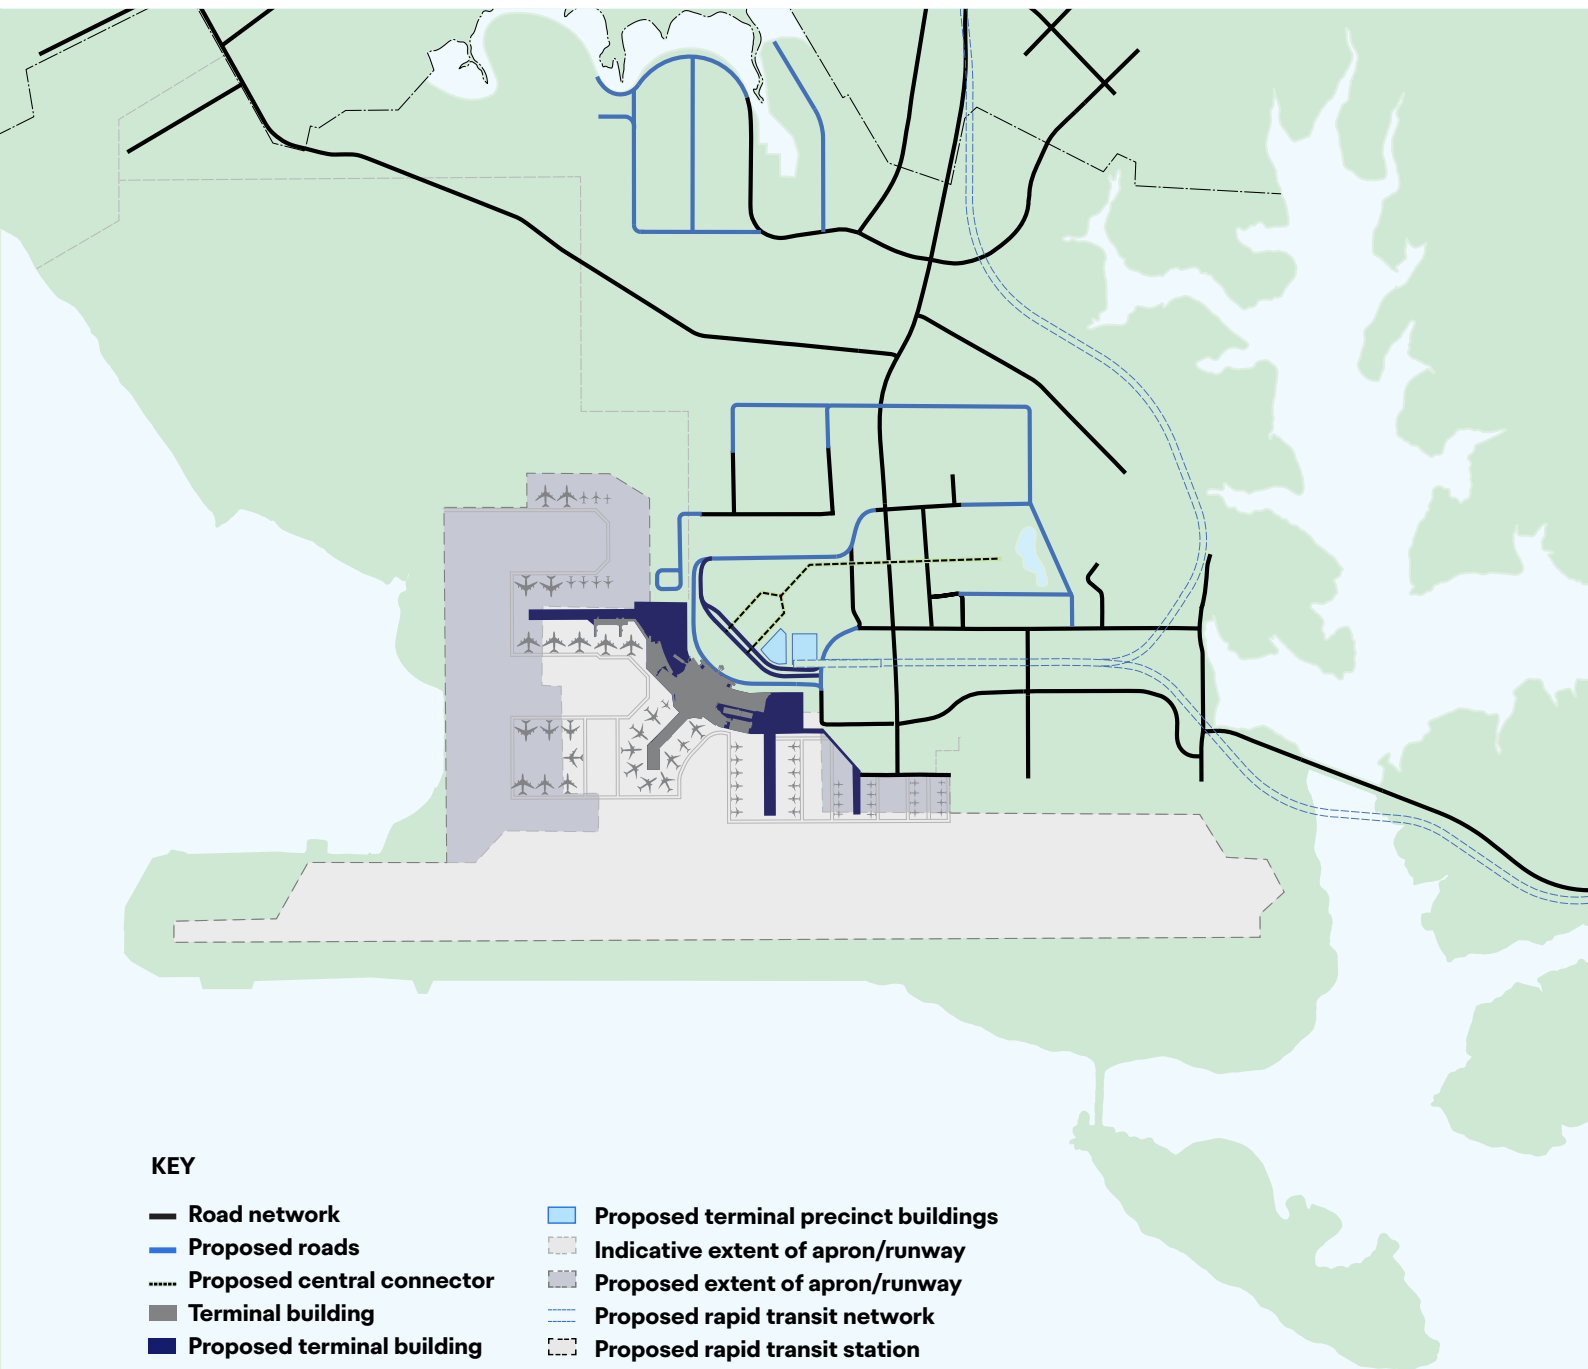 KEY
Road network
Proposed roads
Proposed central connector
Terminal building
Proposed terminal building
Proposed terminal precinct buildings
Indicative extent of apron/runway
Proposed extent of apron/runway
Proposed rapid transit network
Proposed rapid transit station